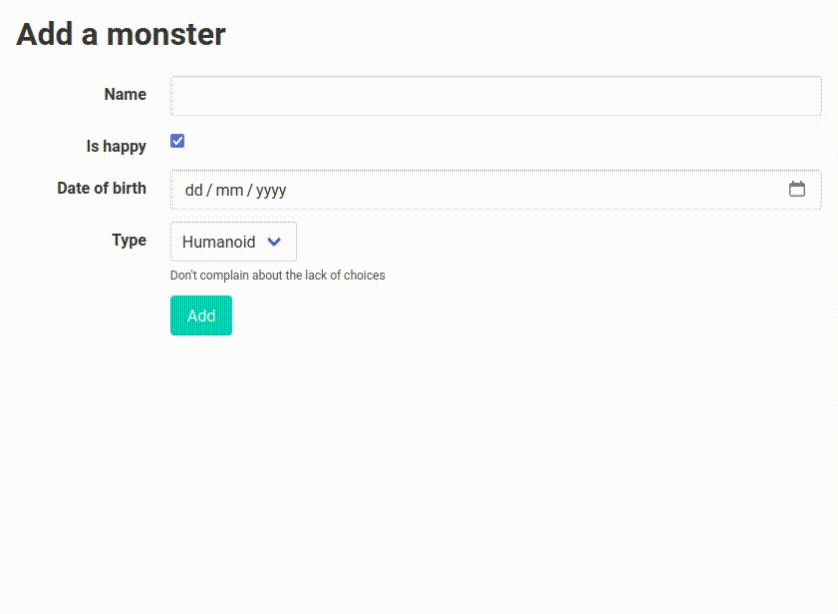 Add a monster
Name
Is happy
Date of birth dd / mm / yyyy
Type Humanoid
Don't complain about the lack of choices
Add